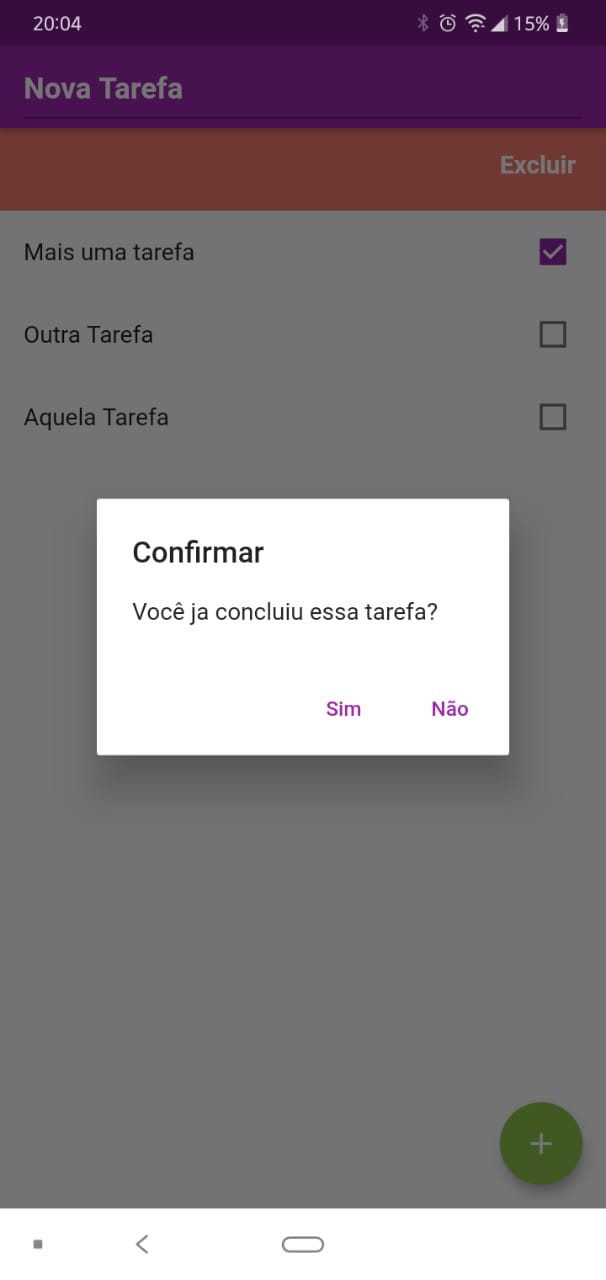 20:04 15%
Nova Tarefa
Excluir
Mais uma tarefa
Outra Tarefa
Aquela Tarefa
Confirmar
Você ja concluiu essa tarefa?
Sim Não